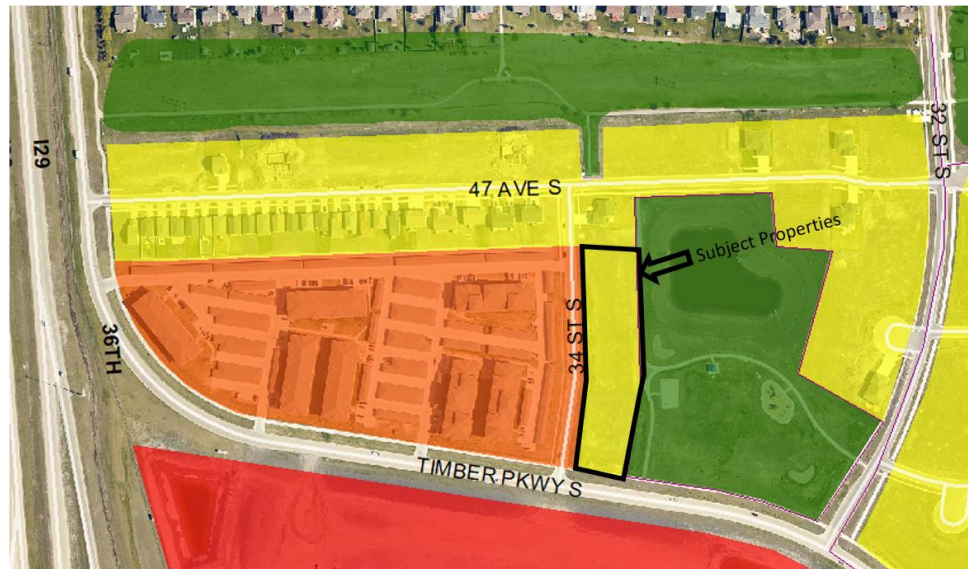 I29
32 ST S
47 AVE S
Subject Properties
34 ST S
36TH
TIMBER PKWY S